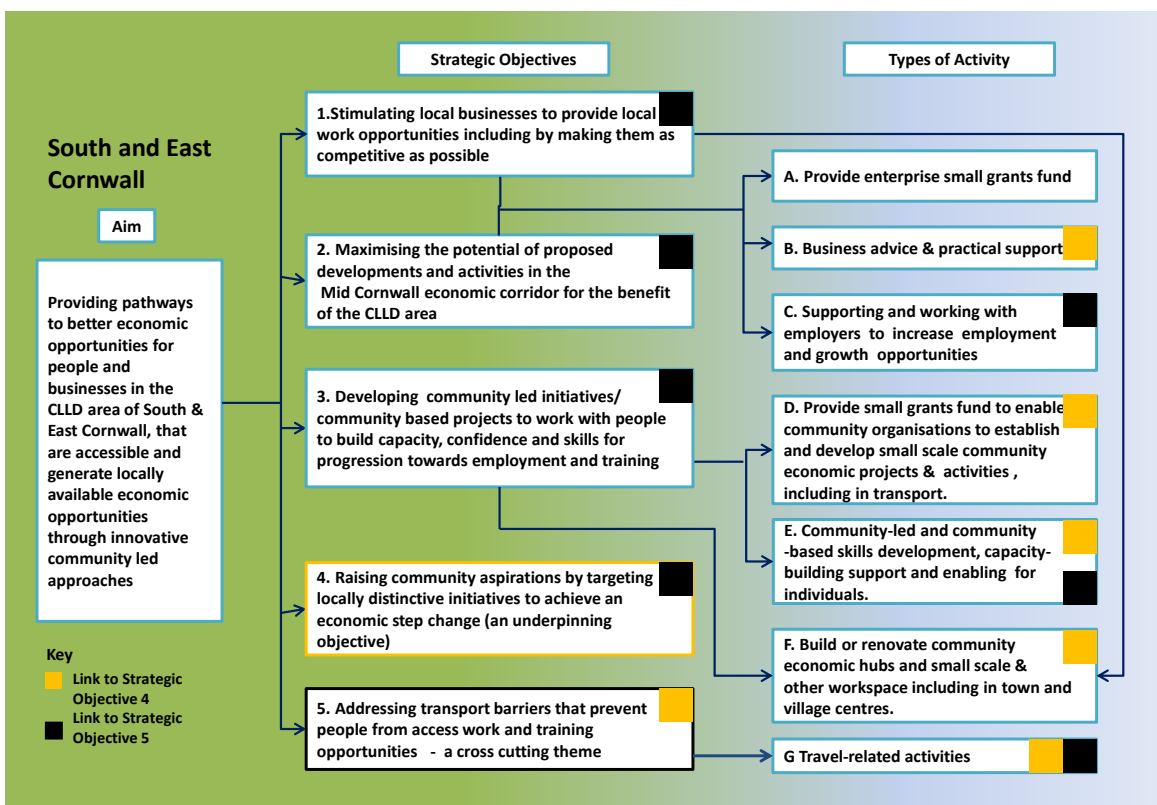 Strategic Objectives
Types of Activity
South and East
Cornwall
Aim
Providing pathways
to better economic
opportunities for
people and
businesses in the
CLLD area of South &
East Cornwall, that
are accessible and
generate locally
available economic
opportunities
through innovative
community led
approaches
Key
Link to Strategic
Objective 4
Link to Strategic
Objective 5
1.Stimulating local businesses to provide local
work opportunities including by making them as
competitive as possible
2. Maximising the potential of proposed
developments and activities in the
Mid Cornwall economic corridor for the benefit
of the CLLD area
3. Developing community led initiatives/
community based projects to work with people
to build capacity, confidence and skills for
progression towards employment and training
4. Raising community aspirations by targeting
locally distinctive initiatives to achieve an
economic step change (an underpinning
objective)
5. Addressing transport barriers that prevent
people from access work and training
opportunities - a cross cutting theme
A. Provide enterprise small grants fund
B. Business advice & practical support
C. Supporting and working with
employers to increase employment
and growth opportunities
D. Provide small grants fund to enable
community organisations to establish
and develop small scale community
economic projects & activities ,
including in transport.
E. Community-led and community
-based skills development, capacity-
building support and enabling for
individuals.
F. Build or renovate community
economic hubs and small scale &
other workspace including in town and
village centres.
G Travel-related activities